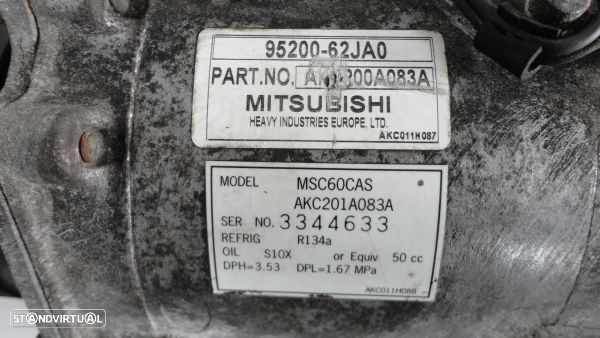 95200-62JA0
PART.NO. AKC200A083A
MITSUBISHI
HEAVY INDUSTRIES EUROPE, LTD.
AKC011H087
MODEL MSC60CAS
AKC201A083A
SER NO. 3344633
REFRIG R134a
OIL S10X or Equiv 50 cc
DPH=3.53 DPL=1.67 MPa
AKC011H088
STANDVIRTUAL